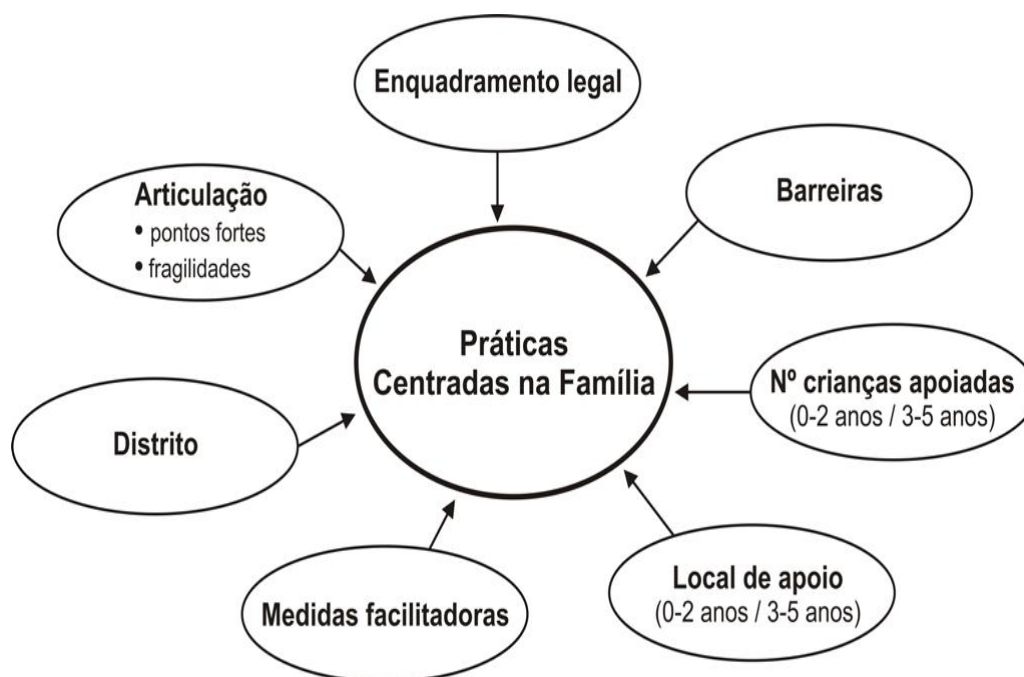 Enquadramento legal
Articulação
• pontos fortes
• fragilidades
Barreiras
Práticas
Centradas na Família
Nº crianças apoiadas
(0-2 anos / 3-5 anos)
Distrito
Local de apoio
(0-2 anos / 3-5 anos)
Medidas facilitadoras